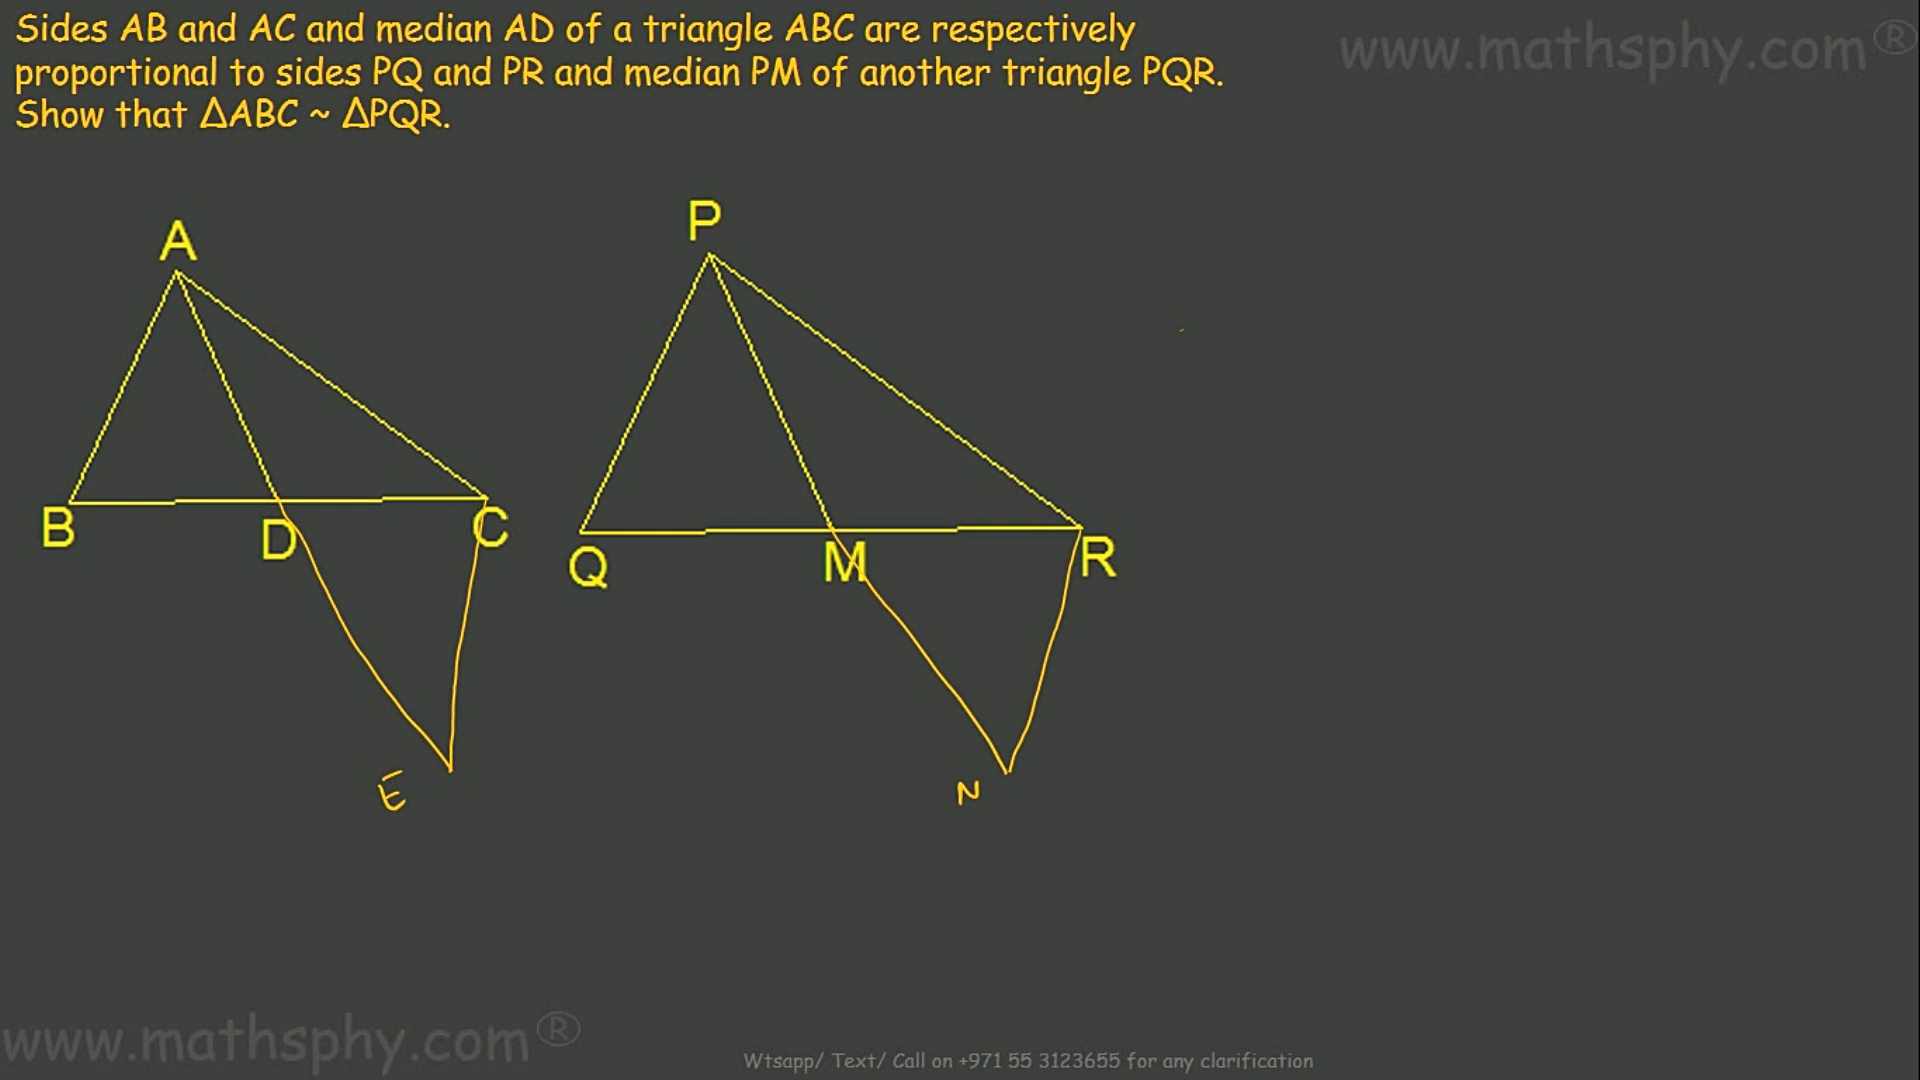 Sides AB and AC and median AD of a triangle ABC are respectively
proportional to sides PQ and PR and median PM of another triangle PQR.
Show that ΔABC ~ ΔPQR.
www.mathsphy.com®
A
P
B
D
C
Q
M
R
E
N
www.mathsphy.com®
Wtsapp/ Text/ Call on +971 55 3123655 for any clarification